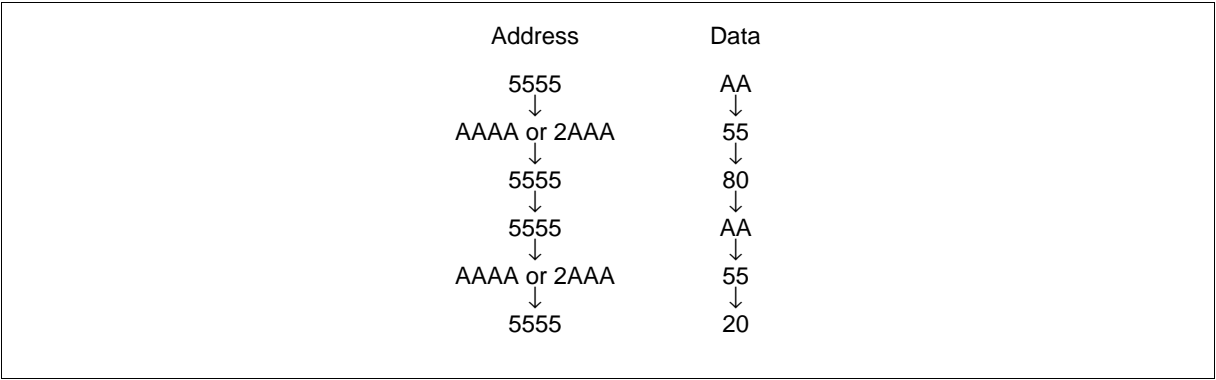 Address Data
5555 AA
↓ ↓
AAAA or 2AAA 55
↓ ↓
5555 80
↓ ↓
5555 AA
↓ ↓
AAAA or 2AAA 55
↓ ↓
5555 20